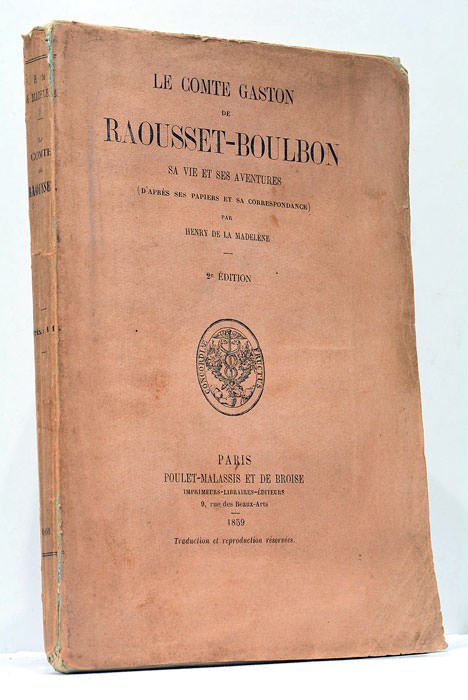 LE COMTE GASTON
DE
RAOUSSET-BOULBON
SA VIE ET SES AVENTURES
(D'APRÈS SES PAPIERS ET SA CORRESPONDANCE)
PAR
HENRY DE LA MADELÈNE
2e ÉDITION
CONCORDIÆ FRUCTUS
PARIS
POULET-MALASSIS ET DE BROISE
IMPRIMEURS-LIBRAIRES-ÉDITEURS
9, rue des Beaux-Arts
1859
Traduction et reproduction réservées.
COMTE
RAOUSSE